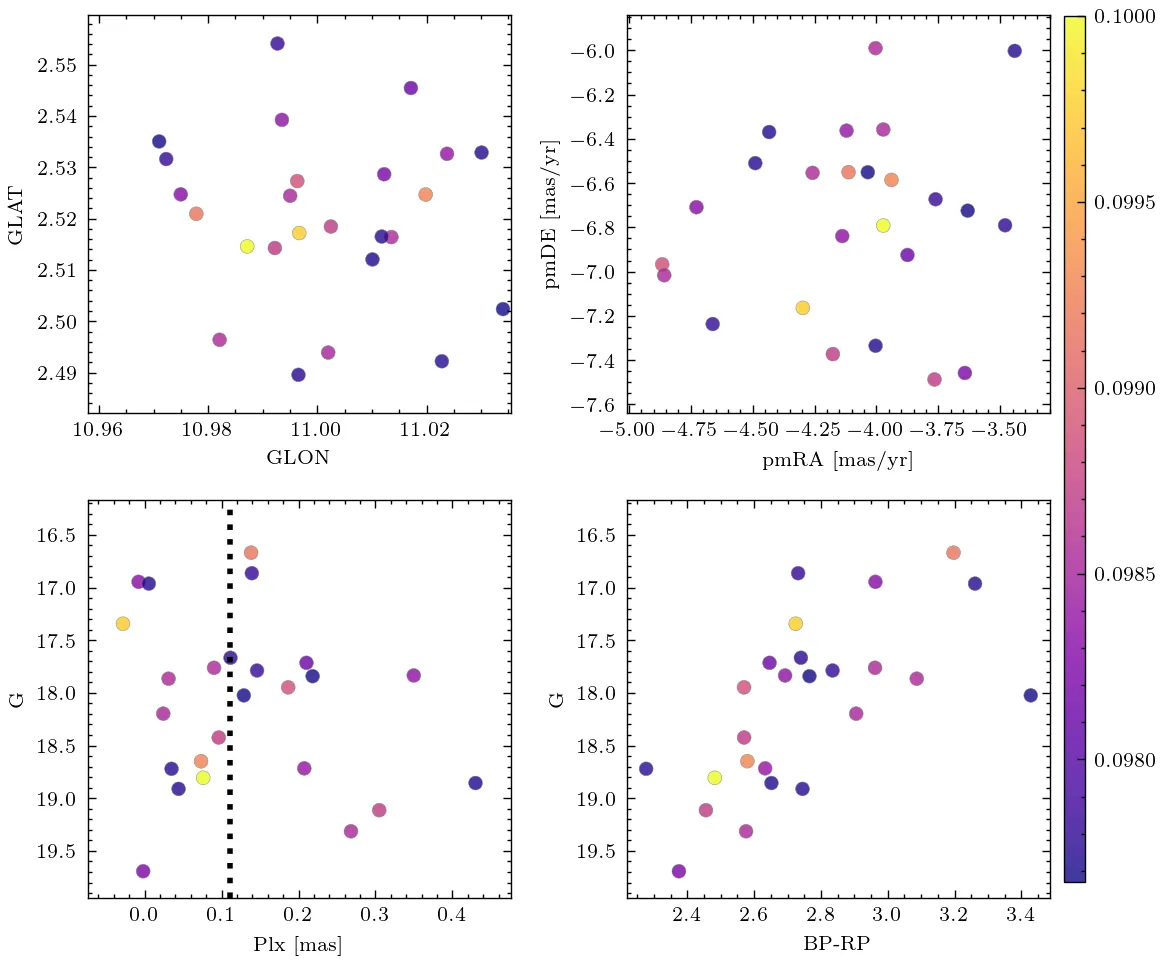 2.55
2.54
2.53
2.52
2.51
2.50
2.49
GLAT
10.96 10.98 11.00 11.02
GLON
−6.0
−6.2
−6.4
−6.6
−6.8
−7.0
−7.2
−7.4
−7.6
pmDE [mas/yr]
−5.00 −4.75 −4.50 −4.25 −4.00 −3.75 −3.50
pmRA [mas/yr]
0.1000
0.0995
0.0990
0.0985
0.0980
16.5
17.0
17.5
18.0
18.5
19.0
19.5
G
0.0 0.1 0.2 0.3 0.4
Plx [mas]
16.5
17.0
17.5
18.0
18.5
19.0
19.5
G
2.4 2.6 2.8 3.0 3.2 3.4
BP-RP